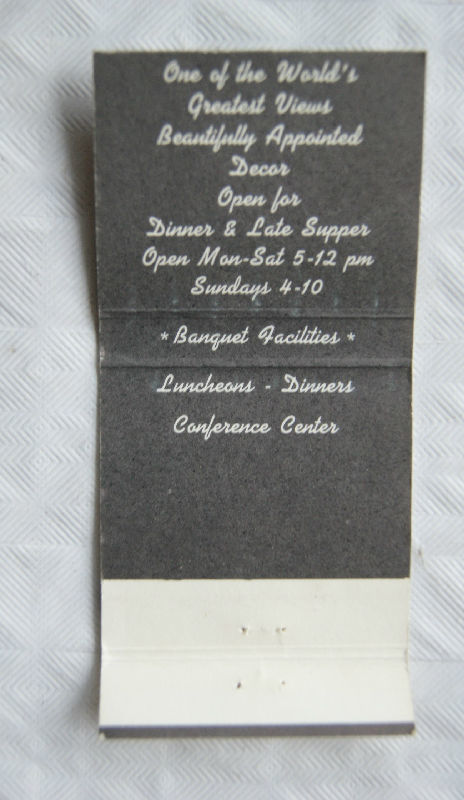 One of the World's
Greatest Views
Beautifully Appointed
Decor
Open for
Dinner & Late Supper
Open Mon-Sat 5-12 pm
Sundays 4-10
*Banquet Facilities *
Luncheons - Dinners
Conference Center